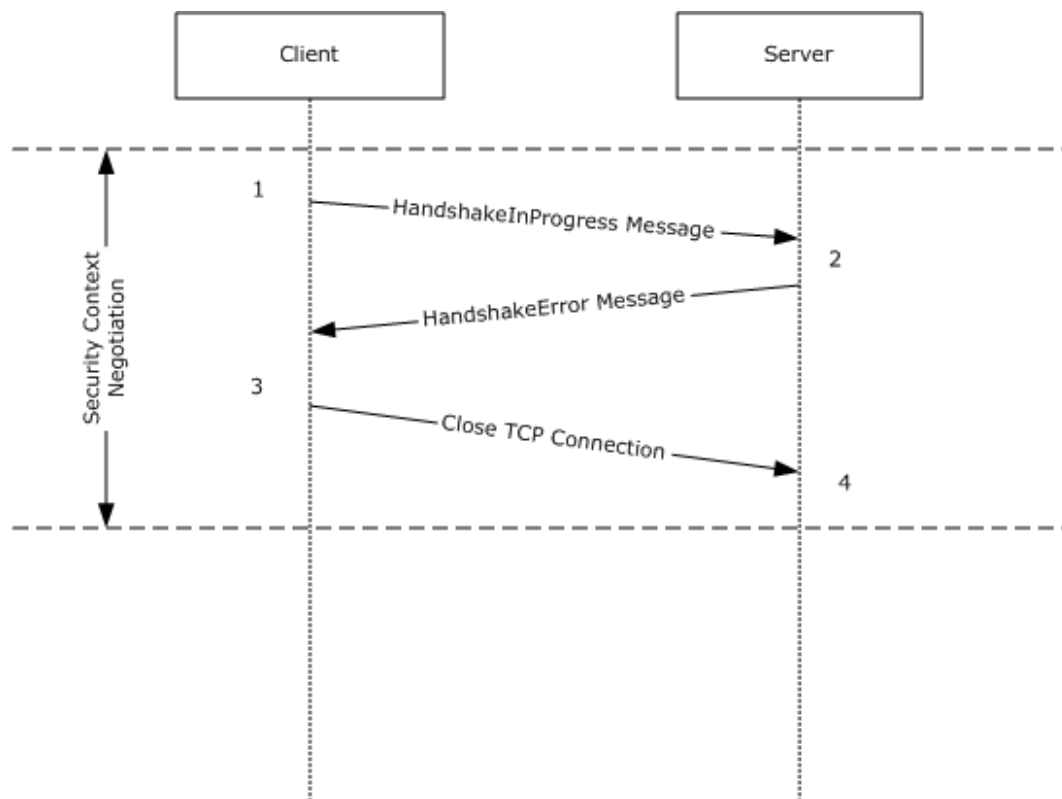 Client
Server
1
HandshakeInProgress Message
2
HandshakeError Message
Security Context
Negotiation
3
Close TCP Connection
4